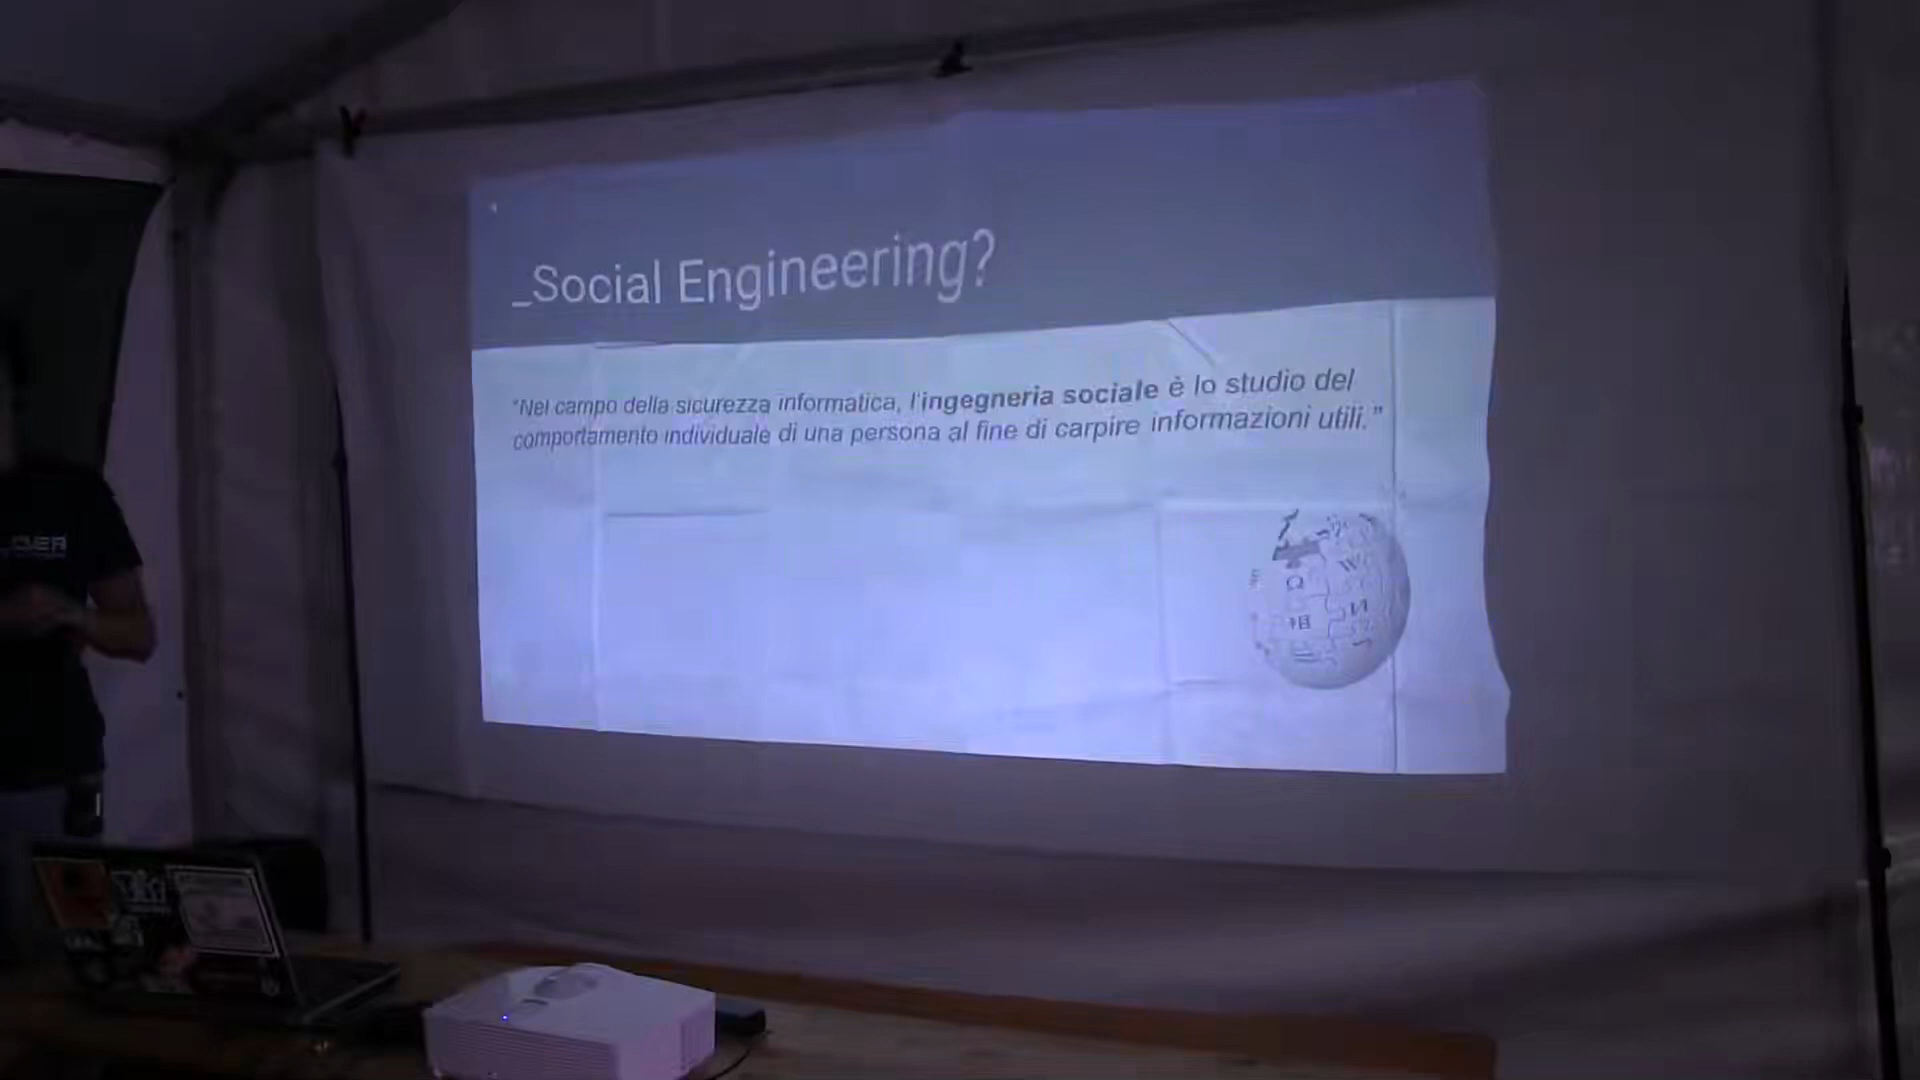 _Social Engineering?
"Nel campo della sicurezza informatica, l'ingegneria sociale è lo studio del
comportamento individuale di una persona al fine di carpire informazioni utili."
Ω W
И